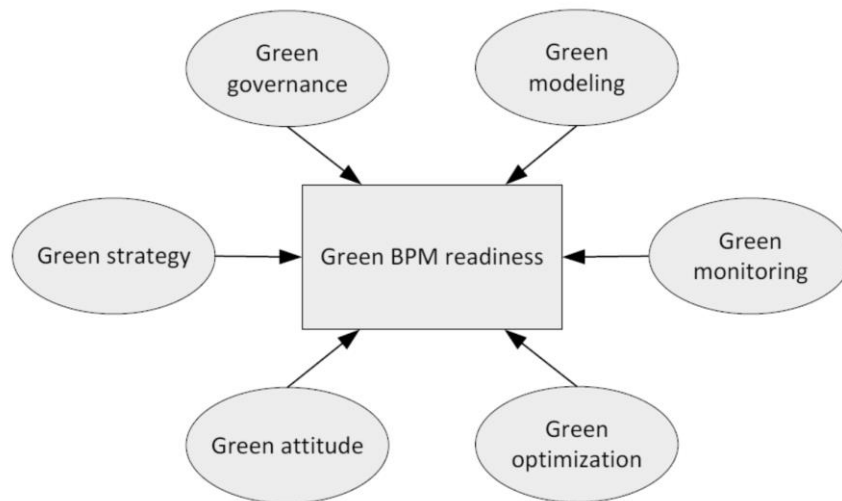 Green
governance
Green
modeling
Green strategy
Green BPM readiness
Green
monitoring
Green attitude
Green
optimization